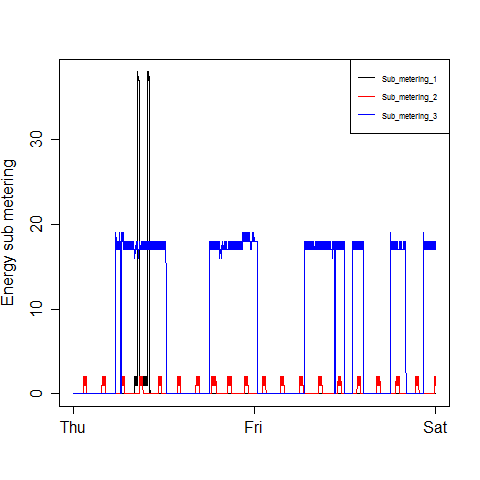 Sub_metering_1
Sub_metering_2
Sub_metering_3
Energy sub metering
30
20
10
0
Thu Fri Sat